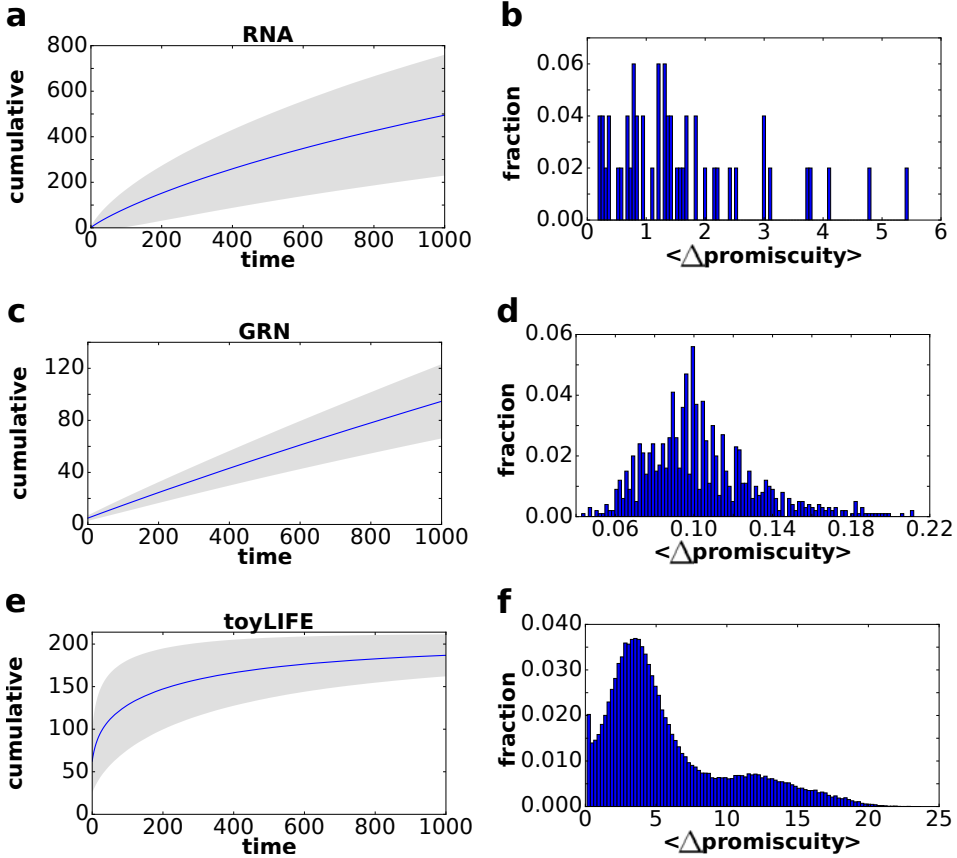 a
RNA
cumulative
800
600
400
200
0
0 200 400 600 800 1000
time
b
fraction
0.06
0.04
0.02
0.00
0 1 2 3 4 5 6
<Δpromiscuity>
c
GRN
cumulative
120
80
40
0
0 200 400 600 800 1000
time
d
fraction
0.06
0.04
0.02
0.00
0.06 0.10 0.14 0.18 0.22
<Δpromiscuity>
e
toyLIFE
cumulative
200
150
100
50
0
0 200 400 600 800 1000
time
f
fraction
0.040
0.030
0.020
0.010
0.000
0 5 10 15 20 25
<Δpromiscuity>